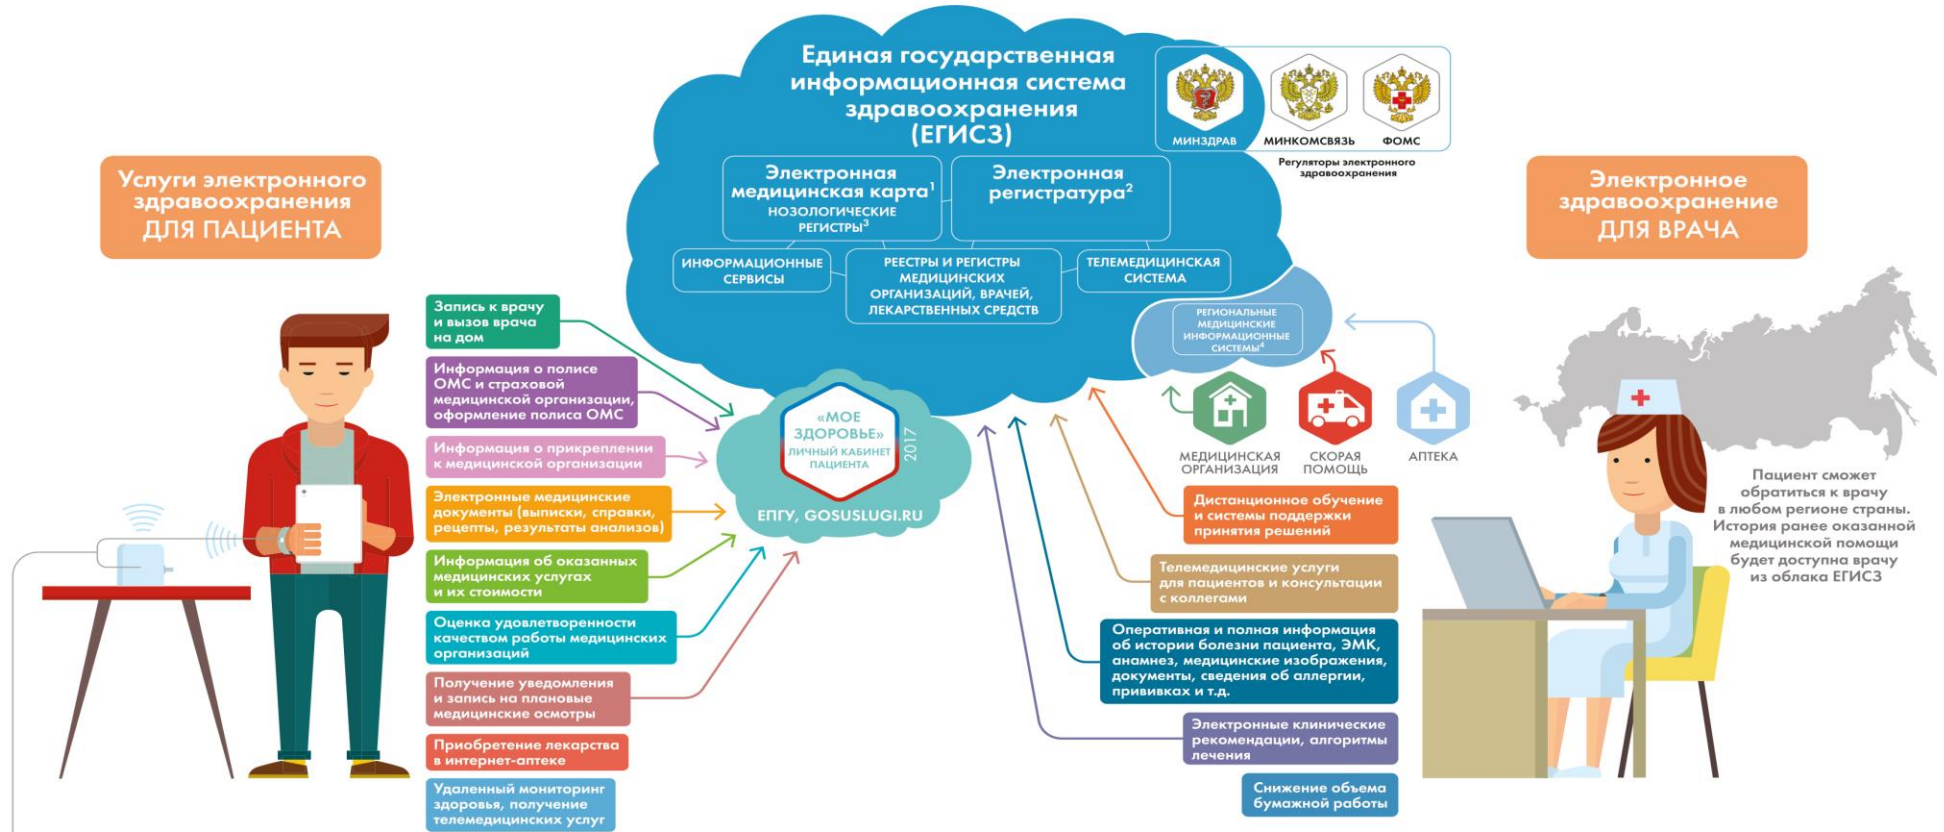 Единая государственная
информационная система
здравоохранения
(ЕГИСЗ)
МИНЗДРАВ
МИНКОМСВЯЗЬ
ФОМС
Регуляторы электронного
здравоохранения
Электронная
медицинская карта¹
НОЗОЛОГИЧЕСКИЕ
РЕГИСТРЫ³
Электронная
регистратура²
ИНФОРМАЦИОННЫЕ
СЕРВИСЫ
РЕЕСТРЫ И РЕГИСТРЫ
МЕДИЦИНСКИХ
ОРГАНИЗАЦИЙ, ВРАЧЕЙ,
ЛЕКАРСТВЕННЫХ СРЕДСТВ
ТЕЛЕМЕДИЦИНСКАЯ
СИСТЕМА
РЕГИОНАЛЬНЫЕ
МЕДИЦИНСКИЕ
ИНФОРМАЦИОННЫЕ
СИСТЕМЫ⁴
МЕДИЦИНСКАЯ
ОРГАНИЗАЦИЯ
СКОРАЯ
ПОМОЩЬ
АПТЕКА
Услуги электронного
здравоохранения
ДЛЯ ПАЦИЕНТА
Запись к врачу
и вызов врача
на дом
Информация о полисе
ОМС и страховой
медицинской организации,
оформление полиса ОМС
Информация о прикреплении
к медицинской организации
Электронные медицинские
документы (выписки, справки,
рецепты, результаты анализов)
Информация об оказанных
медицинских услугах
и их стоимости
Оценка удовлетворенности
качеством работы медицинских
организаций
Получение уведомления
и запись на плановые
медицинские осмотры
Приобретение лекарства
в интернет-аптеке
Удаленный мониторинг
здоровья, получение
телемедицинских услуг
«МОЕ
ЗДОРОВЬЕ»
ЛИЧНЫЙ КАБИНЕТ
ПАЦИЕНТА
2017
ЕПГУ, GOSUSLUGI.RU
Электронное
здравоохранение
ДЛЯ ВРАЧА
Дистанционное обучение
и системы поддержки
принятия решений
Телемедицинские услуги
для пациентов и консультации
с коллегами
Оперативная и полная информация
об истории болезни пациента, ЭМК,
анамнез, медицинские изображения,
документы, сведения об аллергии,
прививках и т.д.
Электронные клинические
рекомендации, алгоритмы
лечения
Снижение объема
бумажной работы
Пациент сможет
обратиться к врачу
в любом регионе страны.
История ранее оказанной
медицинской помощи
будет доступна врачу
из облака ЕГИСЗ